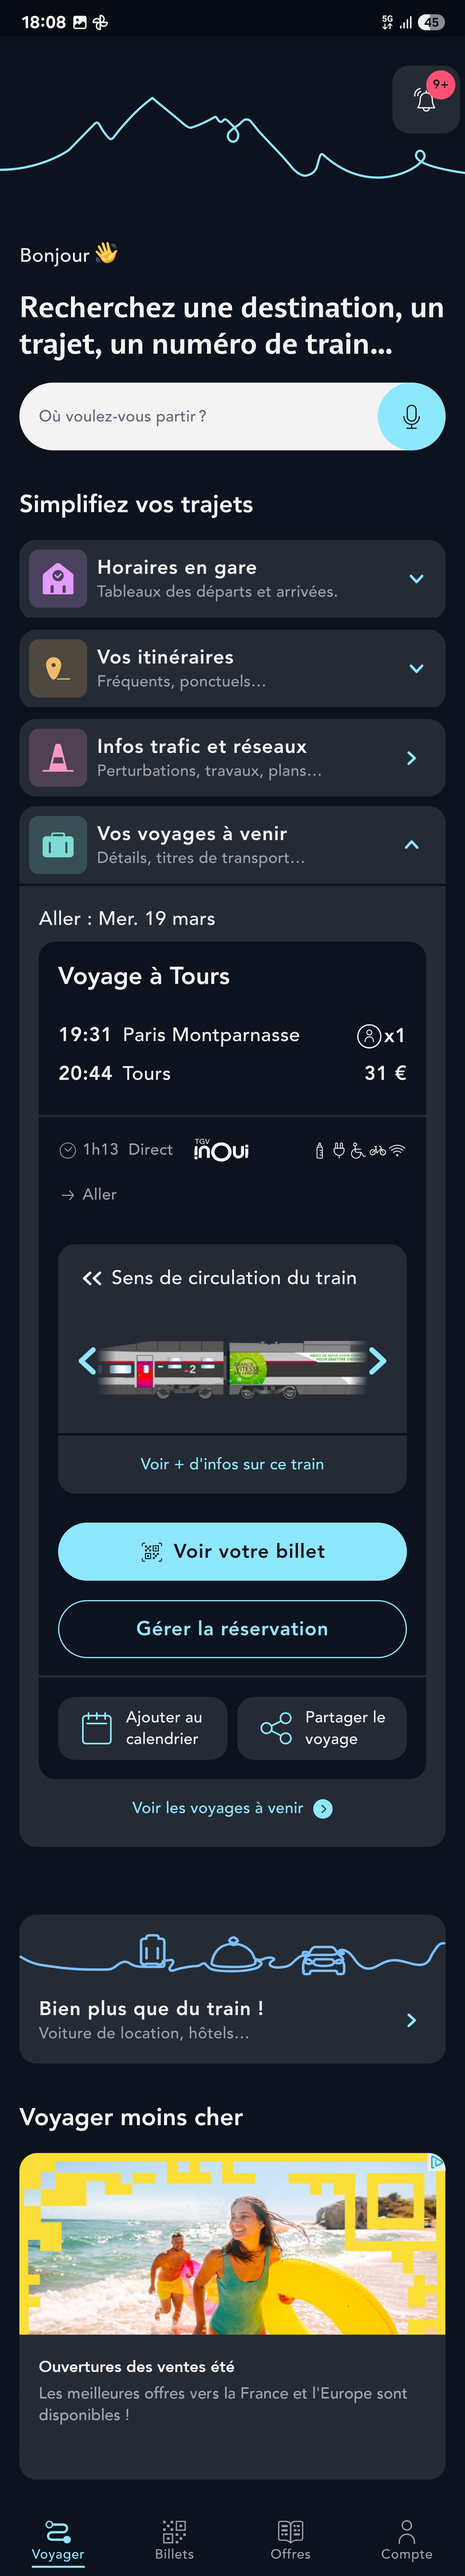 18:08
5G
45
9+
Bonjour
Recherchez une destination, un
trajet, un numéro de train...
Où voulez-vous partir ?
Simplifiez vos trajets
Horaires en gare
Tableaux des départs et arrivées.
Vos itinéraires
Fréquents, ponctuels...
Infos trafic et réseaux
Perturbations, travaux, plans...
Vos voyages à venir
Détails, titres de transport...
Aller : Mer. 19 mars
Voyage à Tours
19:31 Paris Montparnasse x1
20:44 Tours 31 €
1h13 Direct TGV inOui
Aller
Sens de circulation du train
2
Voir + d'infos sur ce train
Voir votre billet
Gérer la réservation
Ajouter au
calendrier
Partager le
voyage
Voir les voyages à venir
Bien plus que du train !
Voiture de location, hôtels...
Voyager moins cher
Ouvertures des ventes été
Les meilleures offres vers la France et l'Europe sont
disponibles !
Voyager Billets Offres Compte